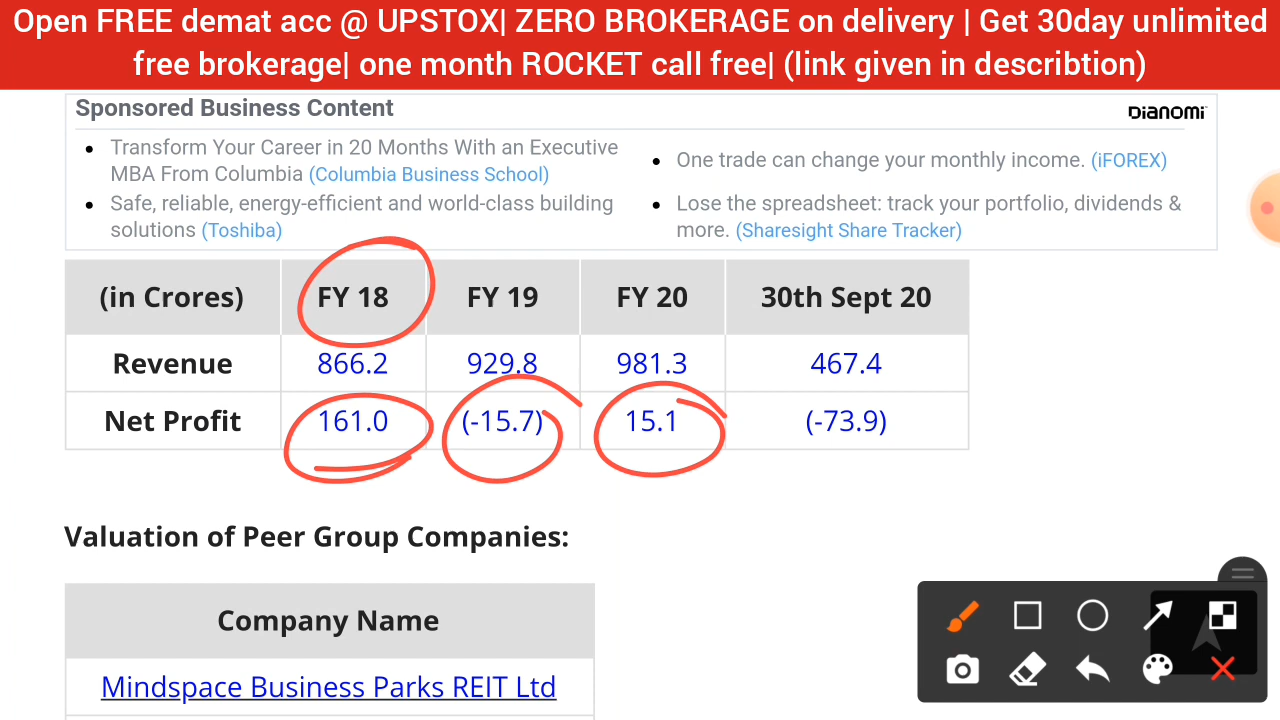 Open FREE demat acc @ UPSTOX| ZERO BROKERAGE on delivery | Get 30day unlimited
free brokerage| one month ROCKET call free| (link given in describtion)
Sponsored Business Content
DIANOMI
Transform Your Career in 20 Months With an Executive
MBA From Columbia (Columbia Business School)
Safe, reliable, energy-efficient and world-class building
solutions (Toshiba)
One trade can change your monthly income. (iFOREX)
Lose the spreadsheet: track your portfolio, dividends &
more. (Sharesight Share Tracker)
(in Crores) FY 18 FY 19 FY 20 30th Sept 20
Revenue 866.2 929.8 981.3 467.4
Net Profit 161.0 (-15.7) 15.1 (-73.9)
Valuation of Peer Group Companies:
Company Name
Mindspace Business Parks REIT Ltd